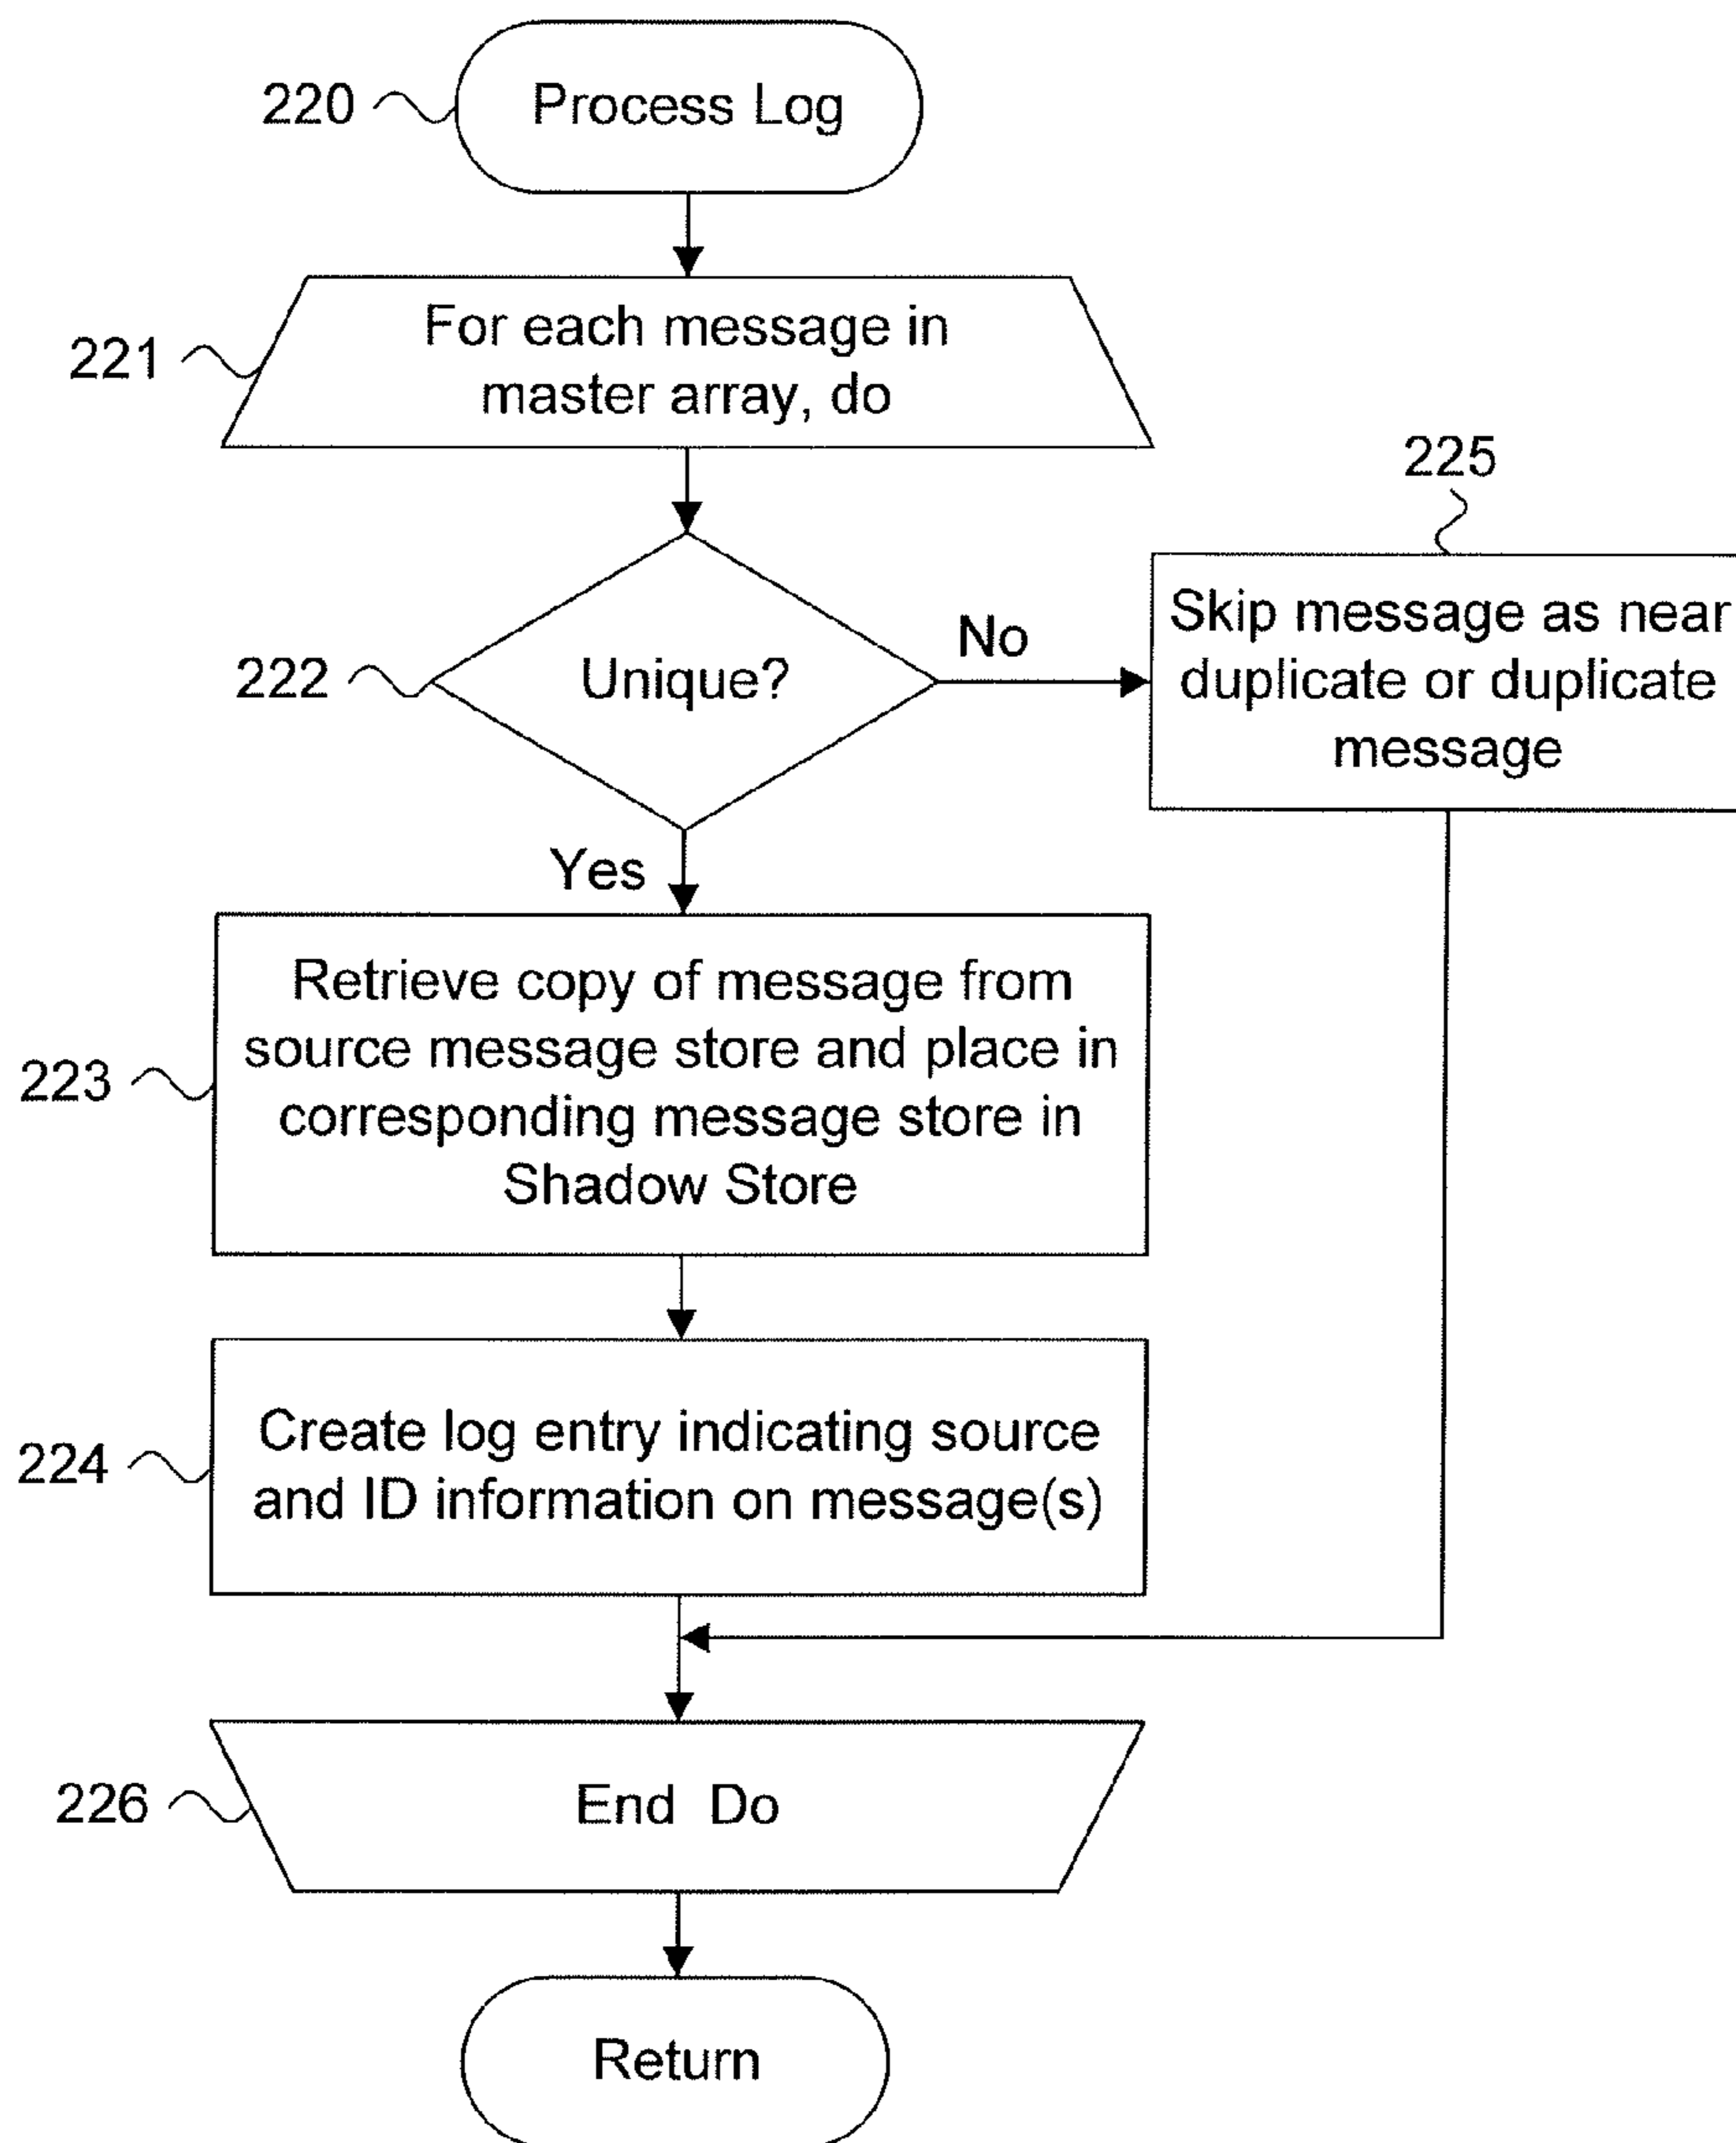 220
Process Log
221
For each message in
master array, do
222
Unique?
No
225
Skip message as near
duplicate or duplicate
message
Yes
223
Retrieve copy of message from
source message store and place in
corresponding message store in
Shadow Store
224
Create log entry indicating source
and ID information on message(s)
226
End Do
Return